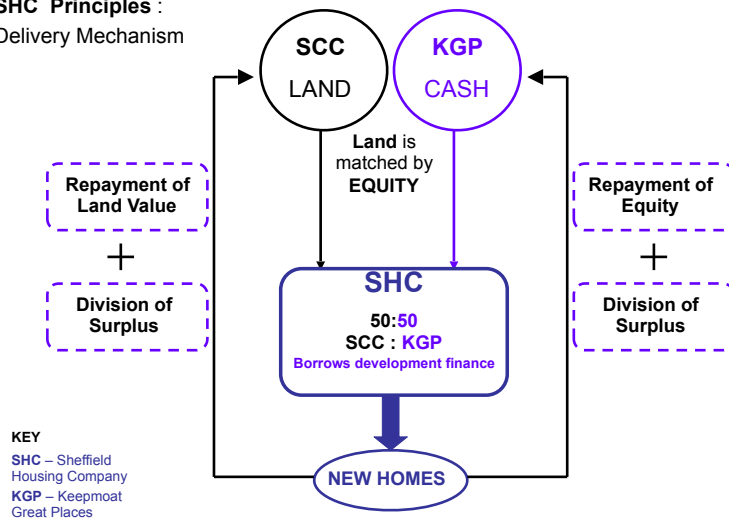 SHC Principles :
Delivery Mechanism
SCC
LAND
KGP
CASH
Land is
matched by
EQUITY
Repayment of
Land Value
+
Division of
Surplus
Repayment of
Equity
+
Division of
Surplus
SHC
50:50
SCC : KGP
Borrows development finance
NEW HOMES
KEY
SHC – Sheffield
Housing Company
KGP – Keepmoat
Great Places